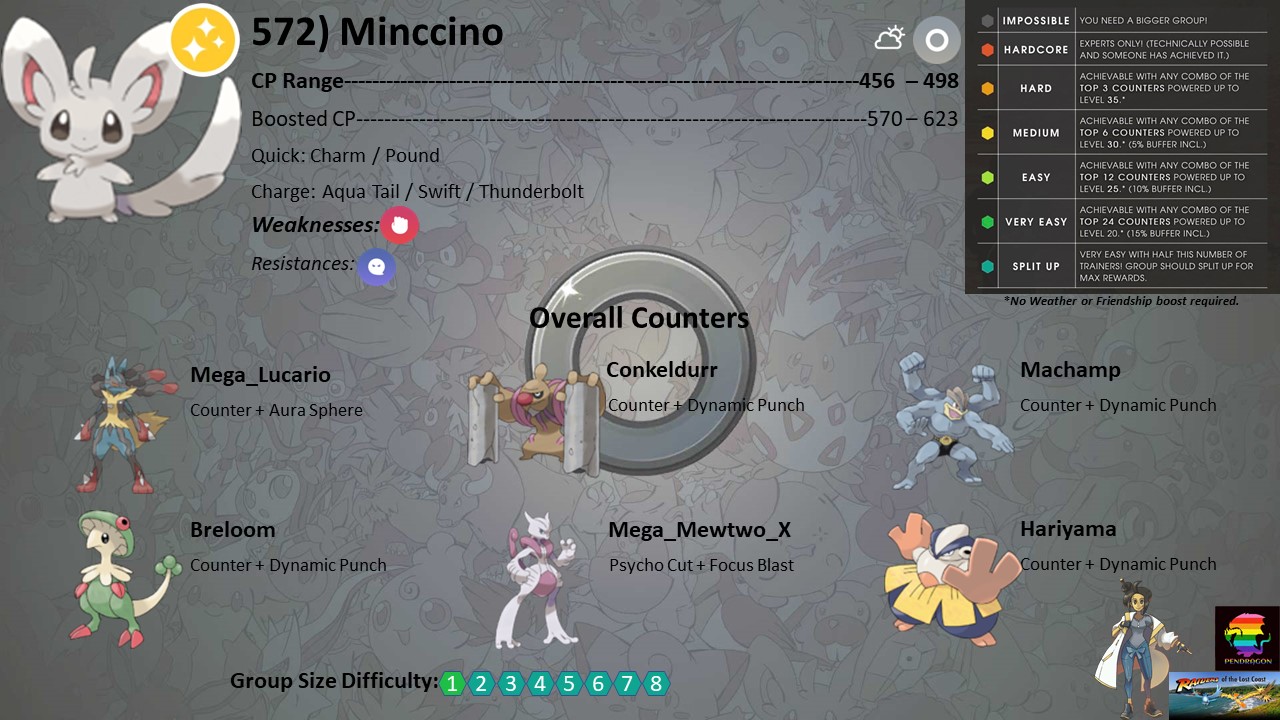 572) Minccino
CP Range------------------------------------------------------------------------456 – 498
Boosted CP-----------------------------------------------------------------------570 – 623
Quick: Charm / Pound
Charge: Aqua Tail / Swift / Thunderbolt
Weaknesses:
Resistances:
IMPOSSIBLE YOU NEED A BIGGER GROUP!
HARDCORE EXPERTS ONLY! (TECHNICALLY POSSIBLE
AND SOMEONE HAS ACHIEVED IT.)
HARD ACHIEVABLE WITH ANY COMBO OF THE
TOP 3 COUNTERS POWERED UP TO
LEVEL 35.*
MEDIUM ACHIEVABLE WITH ANY COMBO OF THE
TOP 6 COUNTERS POWERED UP TO
LEVEL 30.* (5% BUFFER INCL.)
EASY ACHIEVABLE WITH ANY COMBO OF THE
TOP 12 COUNTERS POWERED UP TO
LEVEL 25.* (10% BUFFER INCL.)
VERY EASY ACHIEVABLE WITH ANY COMBO OF THE
TOP 24 COUNTERS POWERED UP TO
LEVEL 20.* (15% BUFFER INCL.)
SPLIT UP VERY EASY WITH HALF THIS NUMBER OF
TRAINERS! GROUP SHOULD SPLIT UP FOR
MAX REWARDS.
*No Weather or Friendship boost required.
Overall Counters
Mega_Lucario
Counter + Aura Sphere
Conkeldurr
Counter + Dynamic Punch
Machamp
Counter + Dynamic Punch
Breloom
Counter + Dynamic Punch
Mega_Mewtwo_X
Psycho Cut + Focus Blast
Hariyama
Counter + Dynamic Punch
Group Size Difficulty: 1 2 3 4 5 6 7 8
PENDRAGON
RAIDERS of the Lost Coast